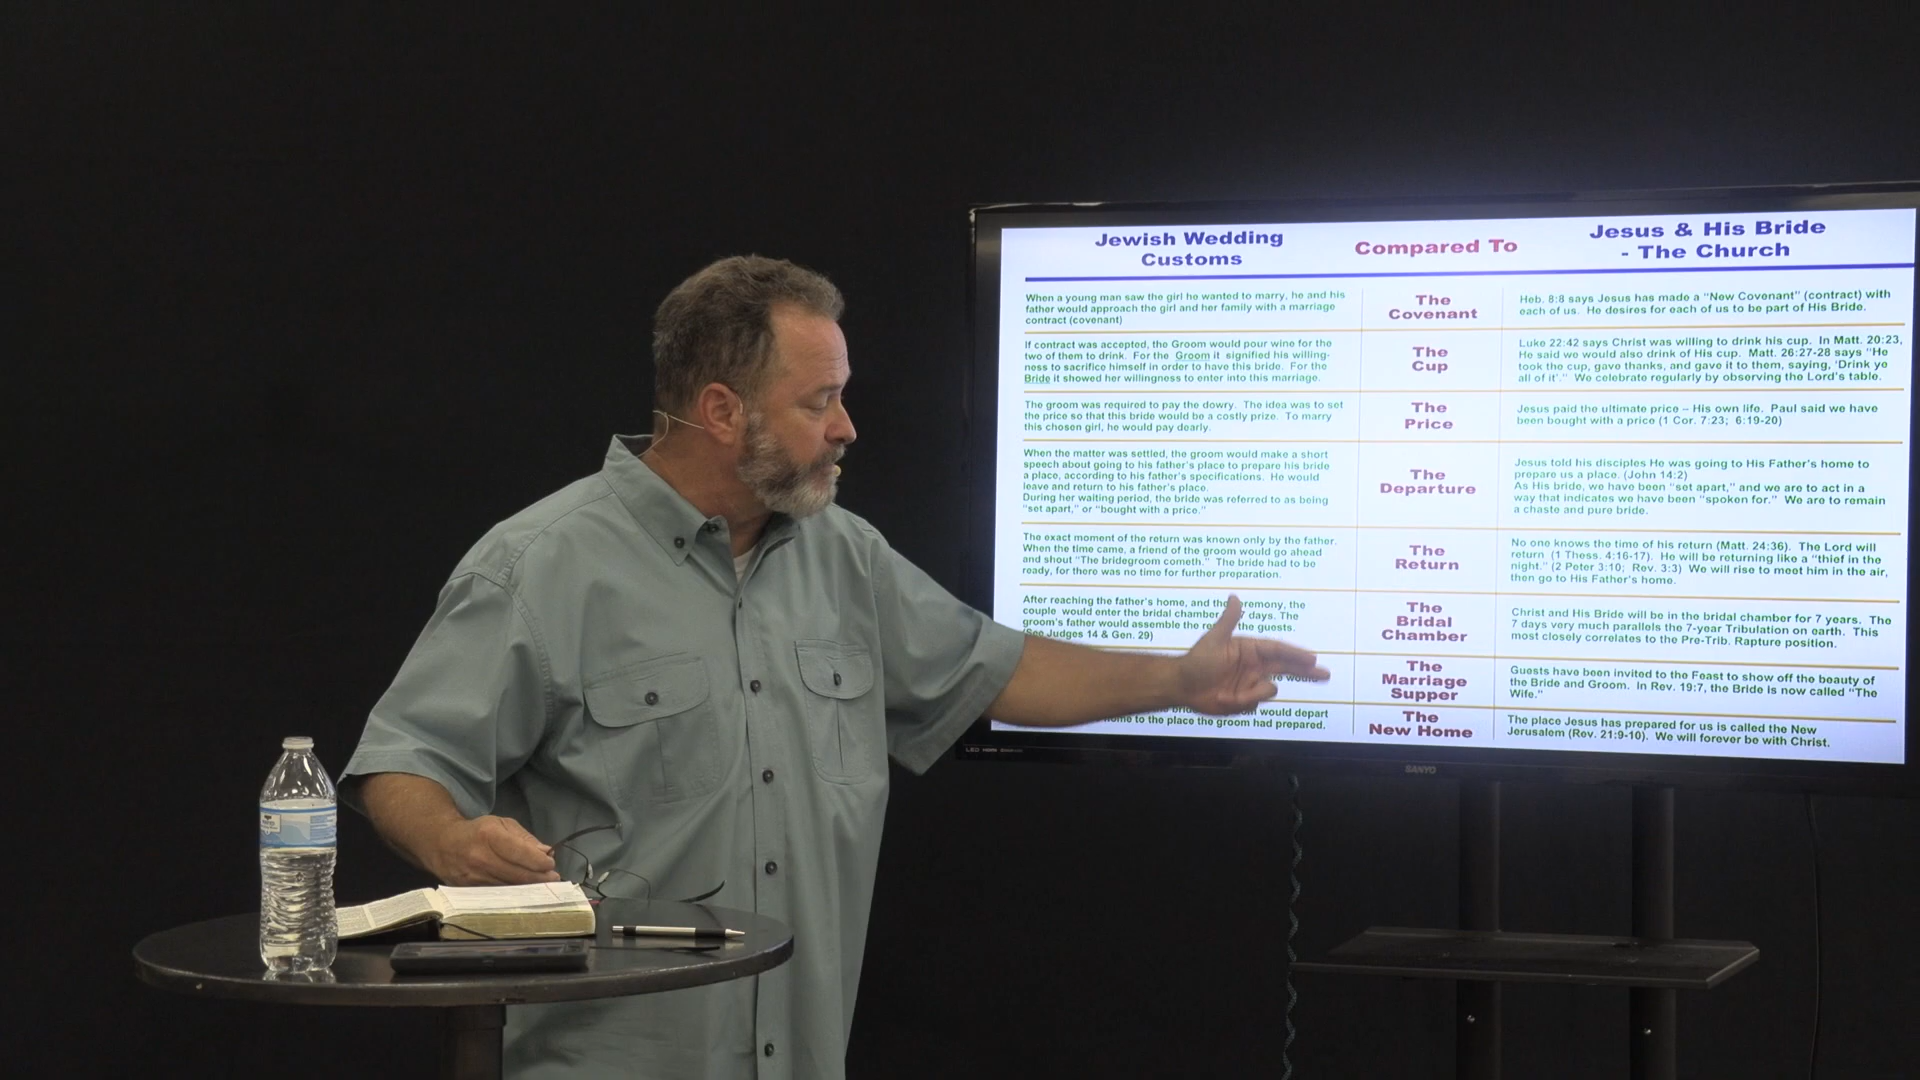 Jewish Wedding
Customs
Compared To
Jesus & His Bride
- The Church
When a young man saw the girl he wanted to marry, he and his
father would approach the girl and her family with a marriage
contract (covenant)
The
Covenant
Heb. 8:8 says Jesus has made a "New Covenant" (contract) with
each of us. He desires for each of us to be part of His Bride.
If contract was accepted, the Groom would pour wine for the
two of them to drink. For the Groom it signified his willing-
ness to sacrifice himself in order to have this bride. For the
Bride it showed her willingness to enter into this marriage.
The
Cup
Luke 22:42 says Christ was willing to drink his cup. In Matt. 20:23,
He said we would also drink of His cup. Matt. 26:27-28 says "He
took the cup, gave thanks, and gave it to them, saying, 'Drink ye
all of it'." We celebrate regularly by observing the Lord's table.
The groom was required to pay the dowry. The idea was to set
the price so that this bride would be a costly prize. To marry
this chosen girl, he would pay dearly.
The
Price
Jesus paid the ultimate price – His own life. Paul said we have
been bought with a price (1 Cor. 7:23; 6:19-20)
When the matter was settled, the groom would make a short
speech about going to his father's place to prepare his bride
a place, according to his father's specifications. He would
leave and return to his father's place.
During her waiting period, the bride was referred to as being
"set apart," or "bought with a price."
The
Departure
Jesus told his disciples He was going to His Father's home to
prepare us a place. (John 14:2)
As His bride, we have been "set apart," and we are to act in a
way that indicates we have been "spoken for." We are to remain
a chaste and pure bride.
The exact moment of the return was known only by the father.
When the time came, a friend of the groom would go ahead
and shout "The bridegroom cometh." The bride had to be
ready, for there was no time for further preparation.
The
Return
No one knows the time of his return (Matt. 24:36). The Lord will
return (1 Thess. 4:16-17). He will be returning like a "thief in the
night." (2 Peter 3:10; Rev. 3:3) We will rise to meet him in the air,
then go to His Father's home.
After reaching the father's home, and the ceremony, the
couple would enter the bridal chamber 7 days. The
groom's father would assemble the the guests.
(See Judges 14 & Gen. 29)
The
Bridal
Chamber
Christ and His Bride will be in the bridal chamber for 7 years. The
7 days very much parallels the 7-year Tribulation on earth. This
most closely correlates to the Pre-Trib. Rapture position.
would
The
Marriage
Supper
Guests have been invited to the Feast to show off the beauty of
the Bride and Groom. In Rev. 19:7, the Bride is now called "The
Wife."
would depart
home to the place the groom had prepared.
The
New Home
The place Jesus has prepared for us is called the New
Jerusalem (Rev. 21:9-10). We will forever be with Christ.
LED HDMI
SANYO